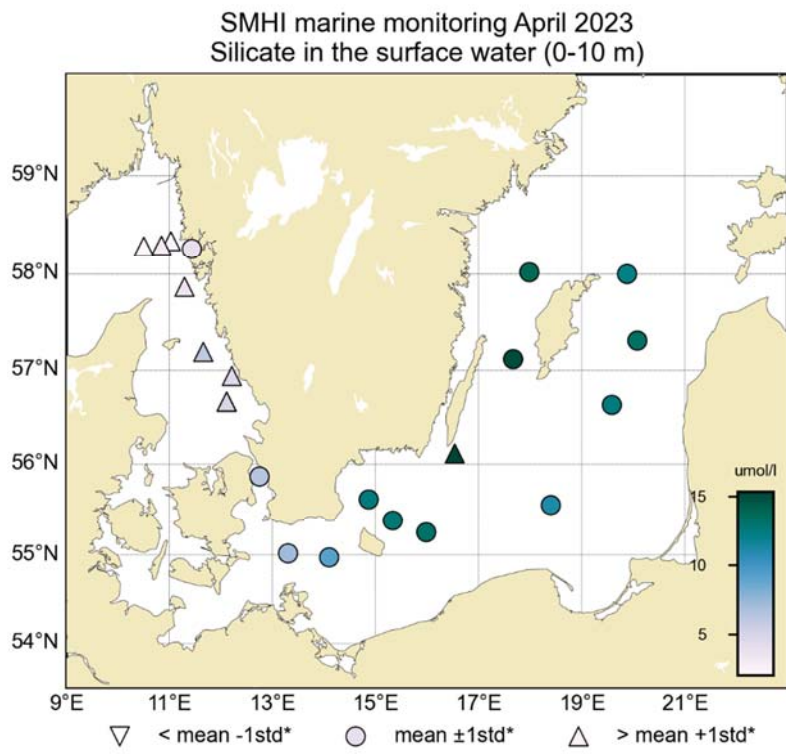 SMHI marine monitoring April 2023
Silicate in the surface water (0-10 m)
59°N
58°N
57°N
56°N
55°N
54°N
umol/l
15
10
5
9°E 11°E 13°E 15°E 17°E 19°E 21°E
< mean -1std* mean ±1std* > mean +1std*